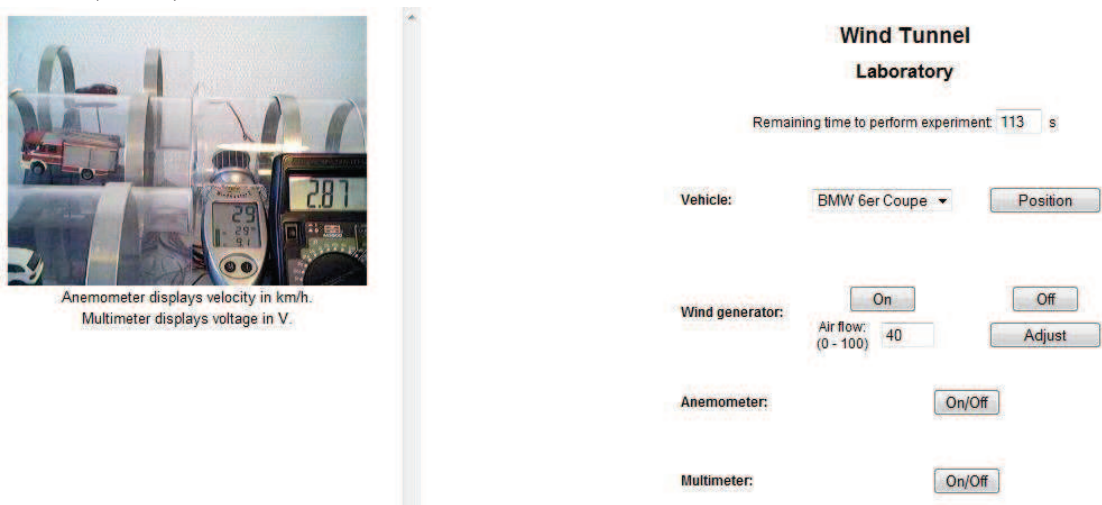 2.87
29
Anemometer displays velocity in km/h.
Multimeter displays voltage in V.
Wind Tunnel
Laboratory
Remaining time to perform experiment: 113 s
Vehicle: BMW 6er Coupe Position
On Off
Wind generator:
Air flow:
(0 - 100) 40 Adjust
Anemometer: On/Off
Multimeter: On/Off